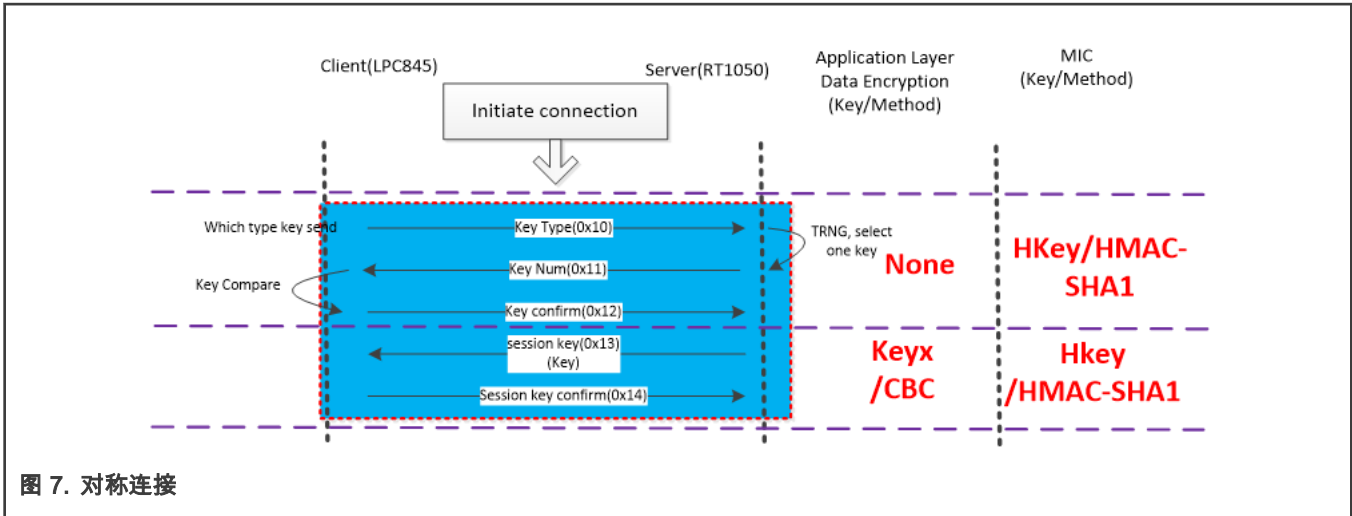 Client(LPC845)
Server(RT1050)
Application Layer
Data Encryption
(Key/Method)
MIC
(Key/Method)
Initiate connection
Which type key send
Key Type(0x10)
TRNG, select
one key
None
HKey/HMAC-
SHA1
Key Num(0x11)
Key Compare
Key confirm(0x12)
session key(0x13)
(Key)
Keyx
/CBC
Hkey
/HMAC-SHA1
Session key confirm(0x14)
图 7. 对称连接